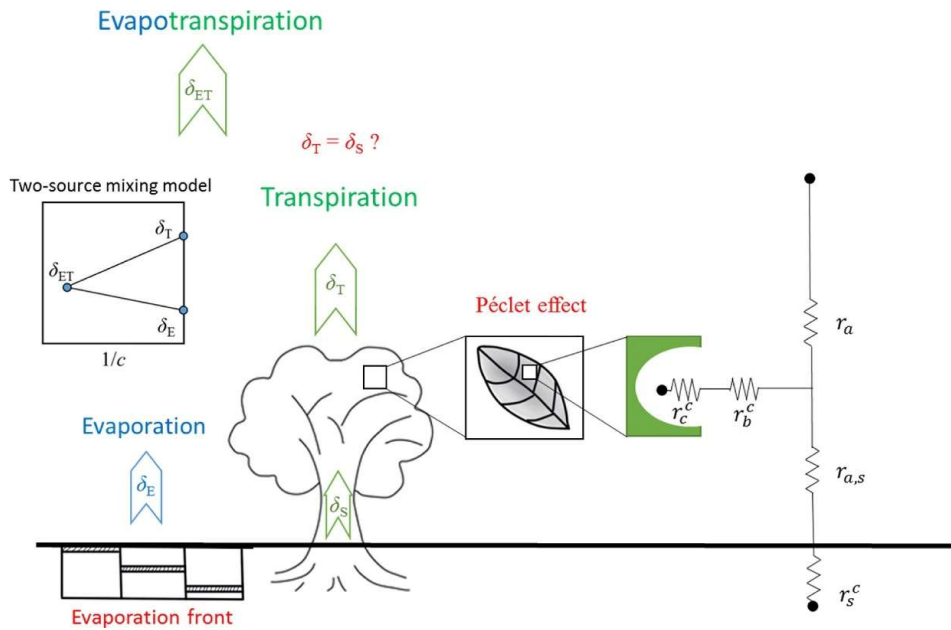 Evapotranspiration
δET
δT = δS ?
Two-source mixing model
δT
δET
δE
1/c
Transpiration
δT
Péclet effect
ra
rcc
rbc
Evaporation
δE
δS
ra,s
Evaporation front
rsc